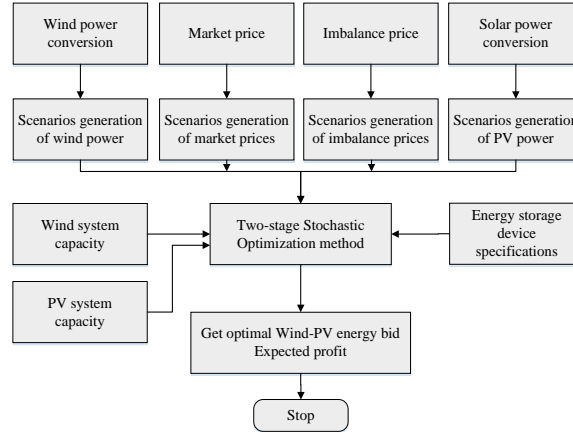 Wind power
conversion
Market price
Imbalance price
Solar power
conversion
Scenarios generation
of wind power
Scenarios generation
of market prices
Scenarios generation
of imbalance prices
Scenarios generation
of PV power
Wind system
capacity
Two-stage Stochastic
Optimization method
Energy storage
device
specifications
PV system
capacity
Get optimal Wind-PV energy bid
Expected profit
Stop